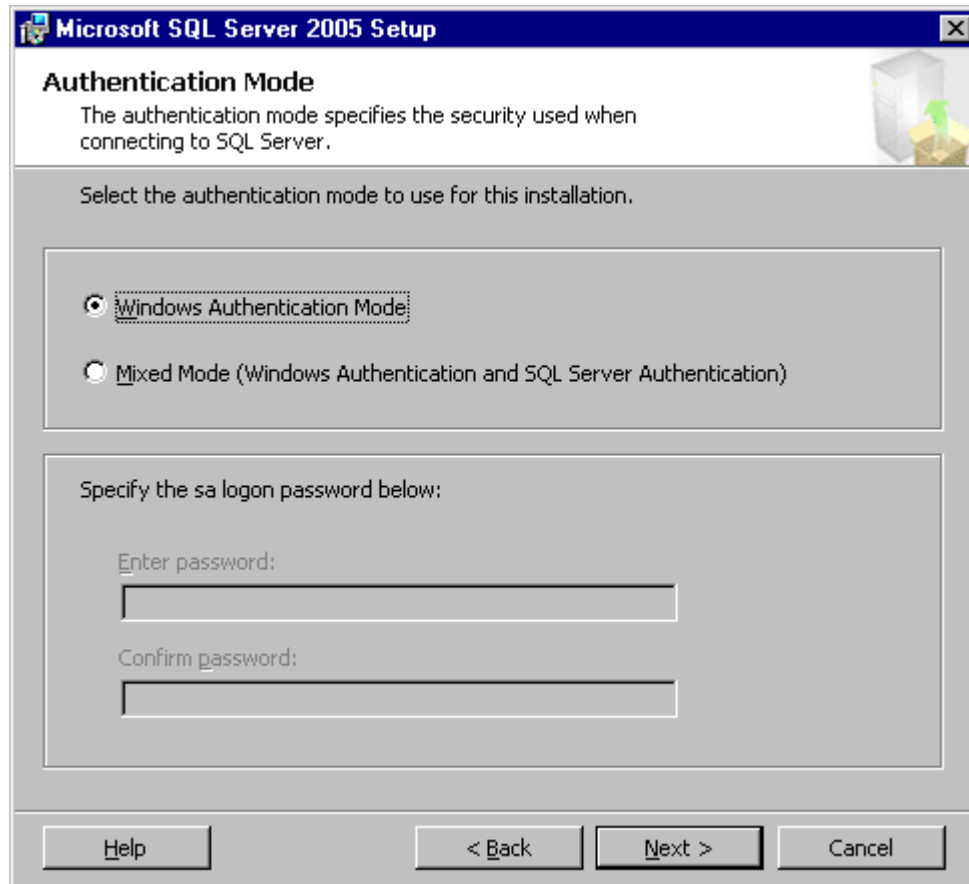 Microsoft SQL Server 2005 Setup
Authentication Mode
The authentication mode specifies the security used when
connecting to SQL Server.
Select the authentication mode to use for this installation.
Windows Authentication Mode
Mixed Mode (Windows Authentication and SQL Server Authentication)
Specify the sa logon password below:
Enter password:
Confirm password:
Help
< Back
Next >
Cancel